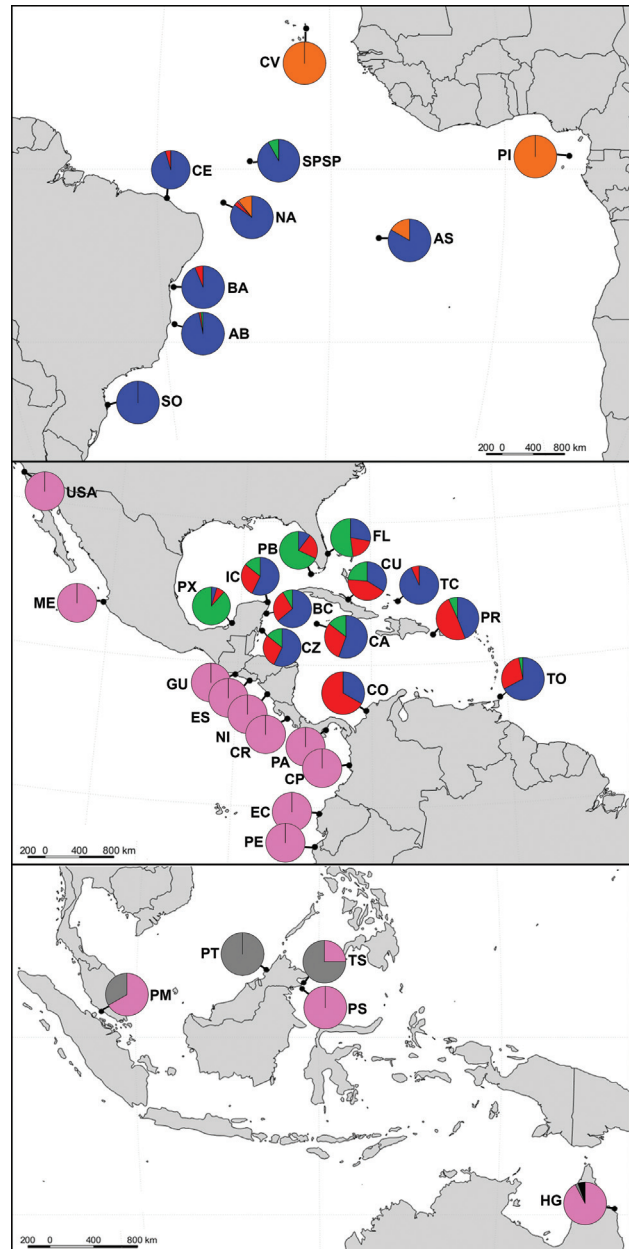 CV
CE
SPSP
PI
NA
AS
BA
AB
SO
200 0 400 800 km
USA
FL
PB
CU
IC
TC
ME
PX
BC
PR
CZ
CA
GU
CO
TO
ES
NI
CR
PA
CP
EC
PE
200 0 400 800 km
PT
TS
PM
PS
HG
200 0 400 800 km